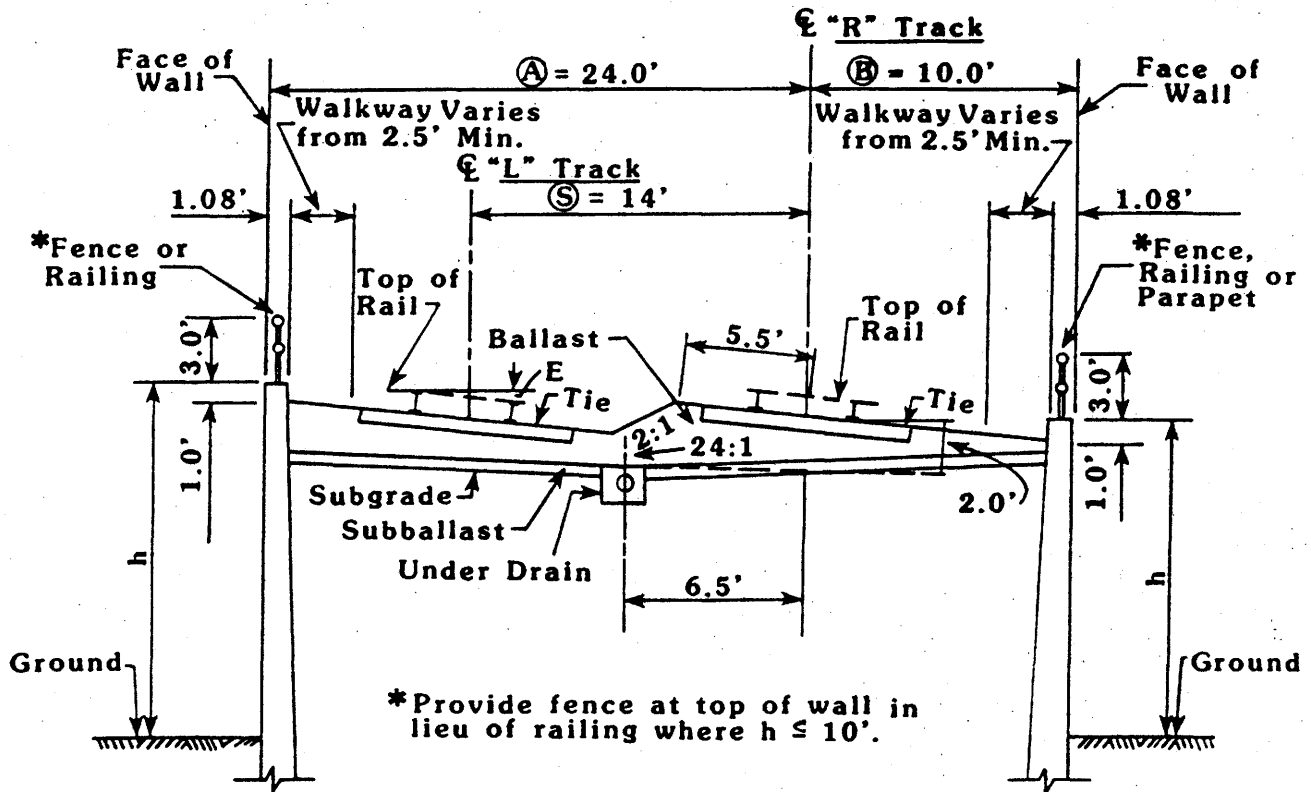 ℄ "R" Track
Face of
Wall
Ⓐ = 24.0'
Ⓑ = 10.0'
Face of
Wall
Walkway Varies
from 2.5' Min.
Walkway Varies
from 2.5' Min.
℄ "L" Track
Ⓢ = 14'
1.08'
1.08'
*Fence or
Railing
*Fence,
Railing or
Parapet
Top of
Rail
Top of
Rail
Ballast
5.5'
3.0'
3.0'
E
Tie
Tie
2:1
24:1
1.0'
1.0'
Subgrade
2.0'
Subballast
Under Drain
h
h
6.5'
Ground
Ground
*Provide fence at top of wall in
lieu of railing where h ≤ 10'.